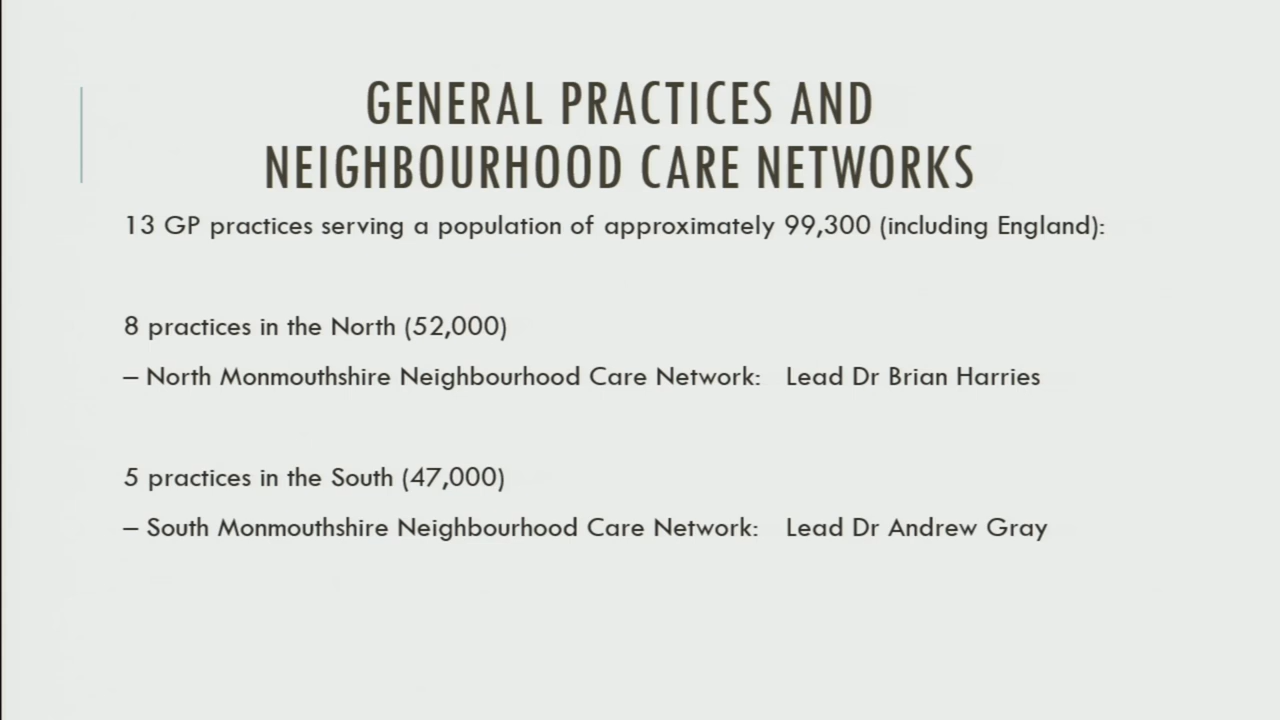 GENERAL PRACTICES AND
NEIGHBOURHOOD CARE NETWORKS
13 GP practices serving a population of approximately 99,300 (including England):
8 practices in the North (52,000)
– North Monmouthshire Neighbourhood Care Network: Lead Dr Brian Harries
5 practices in the South (47,000)
– South Monmouthshire Neighbourhood Care Network: Lead Dr Andrew Gray